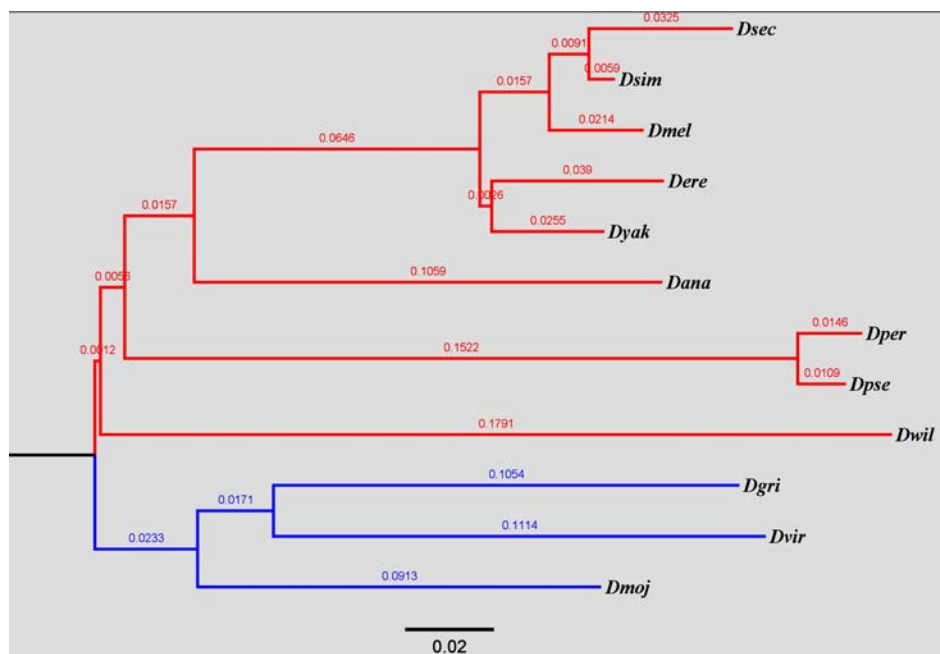 0.0325
Dsec
0.0091
0.0059
Dsim
0.0157
0.0214
Dmel
0.0646
0.039
Dere
0.0026
0.0157
0.0255
Dyak
0.1059
Dana
0.0056
0.0146
Dper
0.0012
0.1522
0.0109
Dpse
0.1791
Dwil
0.1054
Dgri
0.0171
0.1114
Dvir
0.0233
0.0913
Dmoj
0.02